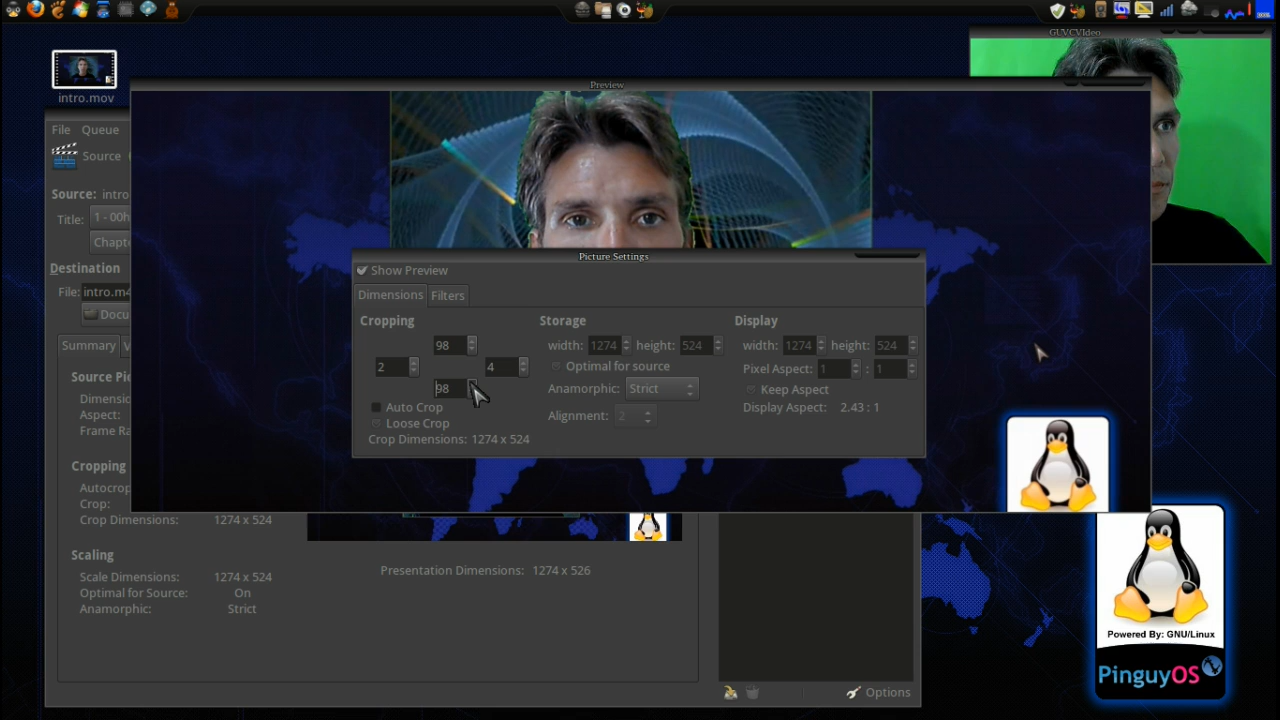 GUVCVIdeo
intro.mov
Preview
File Queue
Source
Source: intro
Title: 1 - 00h
Chapte
Destination
File: intro.m4
Docu
Summary V
Source Pic
Dimensio
Aspect:
Frame Ra
Cropping
Autocrop
Crop:
Crop Dimensions: 1274 x 524
Scaling
Scale Dimensions: 1274 x 524
Optimal for Source: On
Anamorphic: Strict
Picture Settings
Show Preview
Dimensions Filters
Cropping
98
2 4
98
Auto Crop
Loose Crop
Crop Dimensions: 1274 x 524
Storage
width: 1274 height: 524
Optimal for source
Anamorphic: Strict
Alignment: 2
Display
width: 1274 height: 524
Pixel Aspect: 1 : 1
Keep Aspect
Display Aspect: 2.43 : 1
Presentation Dimensions: 1274 x 526
Options
Powered By: GNU/Linux
PinguyOS